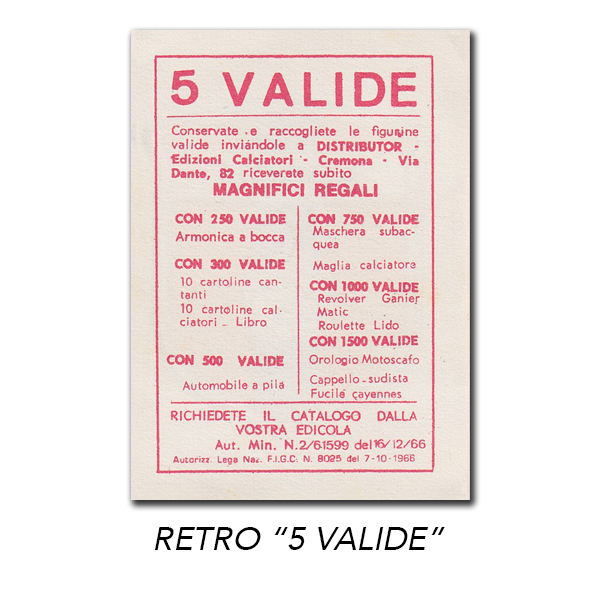 5 VALIDE
Conservate e raccogliete le figurine
valide inviándole a DISTRIBUTOR -
Edizioni Calciatori - Cremona - Via
Dante, 82 riceverete subito
MAGNIFICI REGALI
CON 250 VALIDE
Armonica a bocca
CON 300 VALIDE
10 cartoline can-
tanti
10 cartoline cal-
ciatori - Libro
CON 500 VALIDE
Automobile a pila
CON 750 VALIDE
Maschera subac-
quea
Maglia calciatore
CON 1000 VALIDE
Revolver Ganier
Matic
Roulette Lido
CON 1500 VALIDE
Orologio Motoscafo
Cappello sudista
Fucile cayennes
RICHIEDETE IL CATALOGO DALLA
VOSTRA EDICOLA
Aut. Min. N.2/61599 del 16/12/66
Autorizz. Lega Naz. F.I.G.C. N. 8025 del 7-10-1966
RETRO “5 VALIDE”